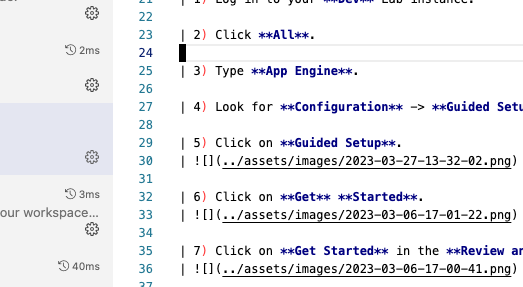 21 | 1) Log in to your **Dev** Lab instance.
22
23 | 2) Click **All**.
2ms
24
25 | 3) Type **App Engine**.
26
27 | 4) Look for **Configuration** -> **Guided Setu
28
29 | 5) Click on **Guided Setup**.
30 | ![](../assets/images/2023-03-27-13-32-02.png)
31
3ms
32 | 6) Click on **Get** **Started**.
our workspace...
33 | ![](../assets/images/2023-03-06-17-01-22.png)
34
35 | 7) Click on **Get Started** in the **Review an
40ms
36 | ![](../assets/images/2023-03-06-17-00-41.png)
37